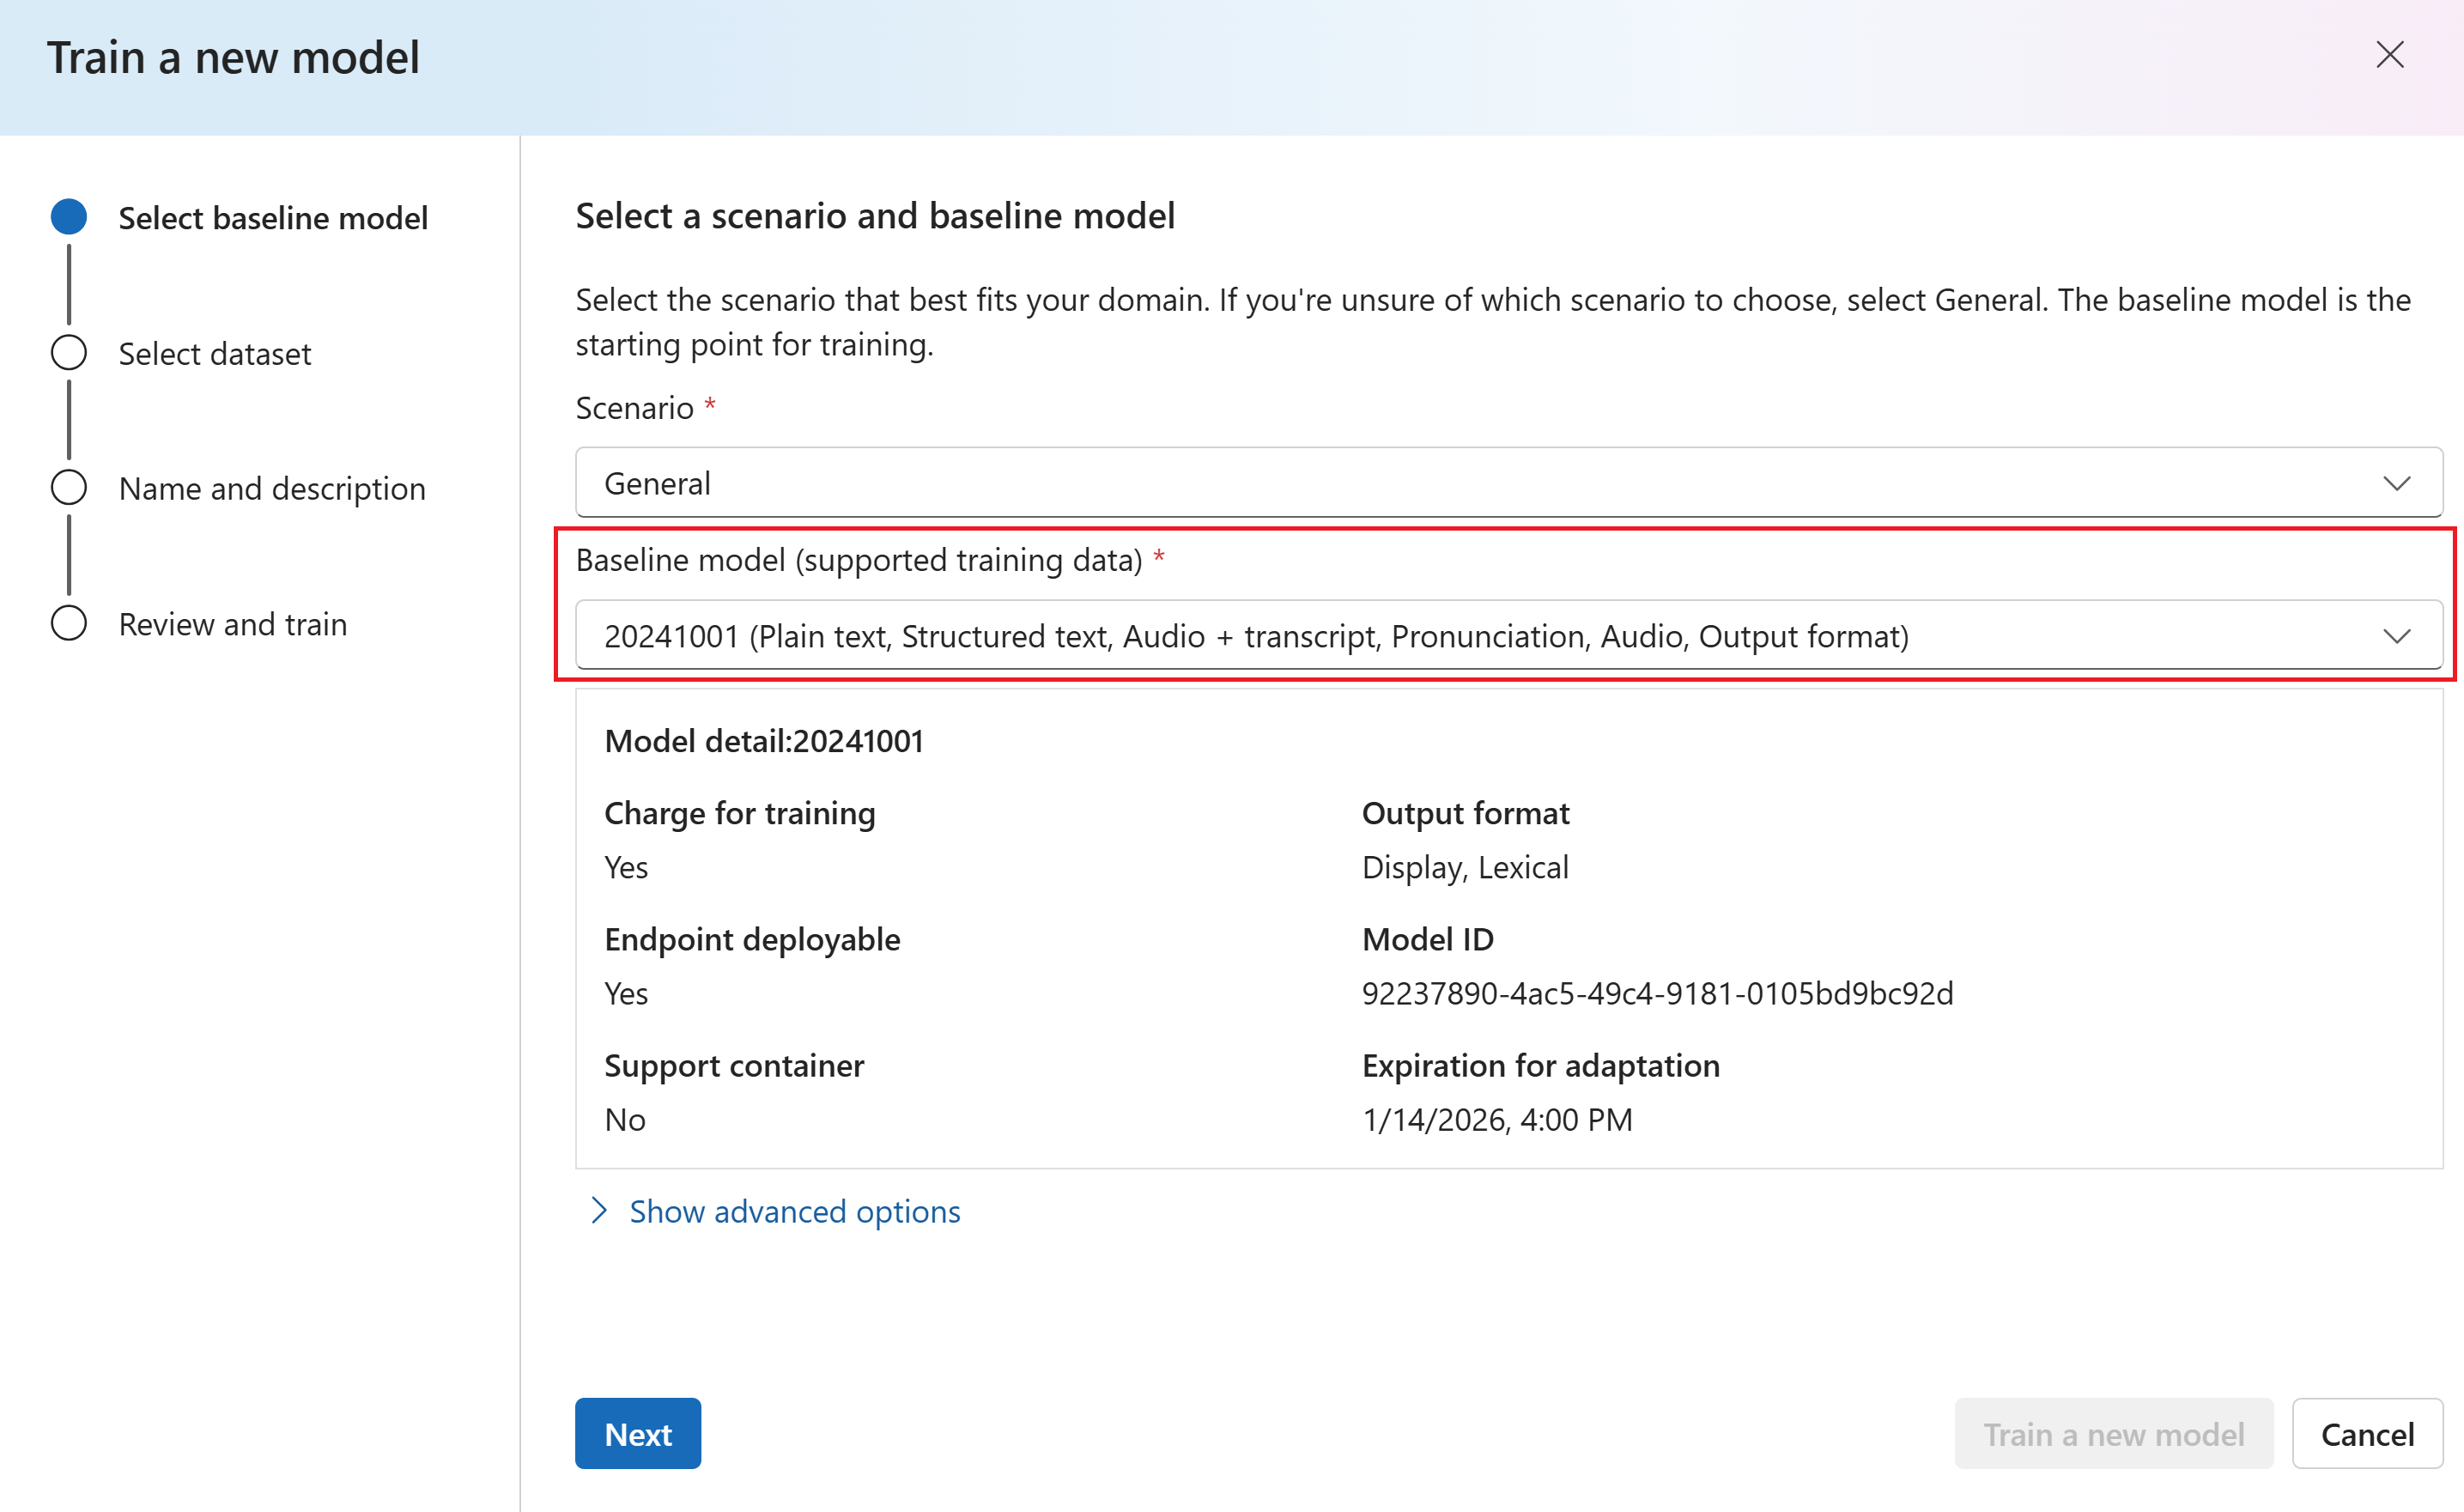 Train a new model
Select baseline model
Select dataset
Name and description
Review and train
Select a scenario and baseline model
Select the scenario that best fits your domain. If you're unsure of which scenario to choose, select General. The baseline model is the
starting point for training.
Scenario *
General
Baseline model (supported training data) *
20241001 (Plain text, Structured text, Audio + transcript, Pronunciation, Audio, Output format)
Model detail:20241001
Charge for training
Yes
Output format
Display, Lexical
Endpoint deployable
Yes
Model ID
92237890-4ac5-49c4-9181-0105bd9bc92d
Support container
No
Expiration for adaptation
1/14/2026, 4:00 PM
Show advanced options
Next
Train a new model
Cancel